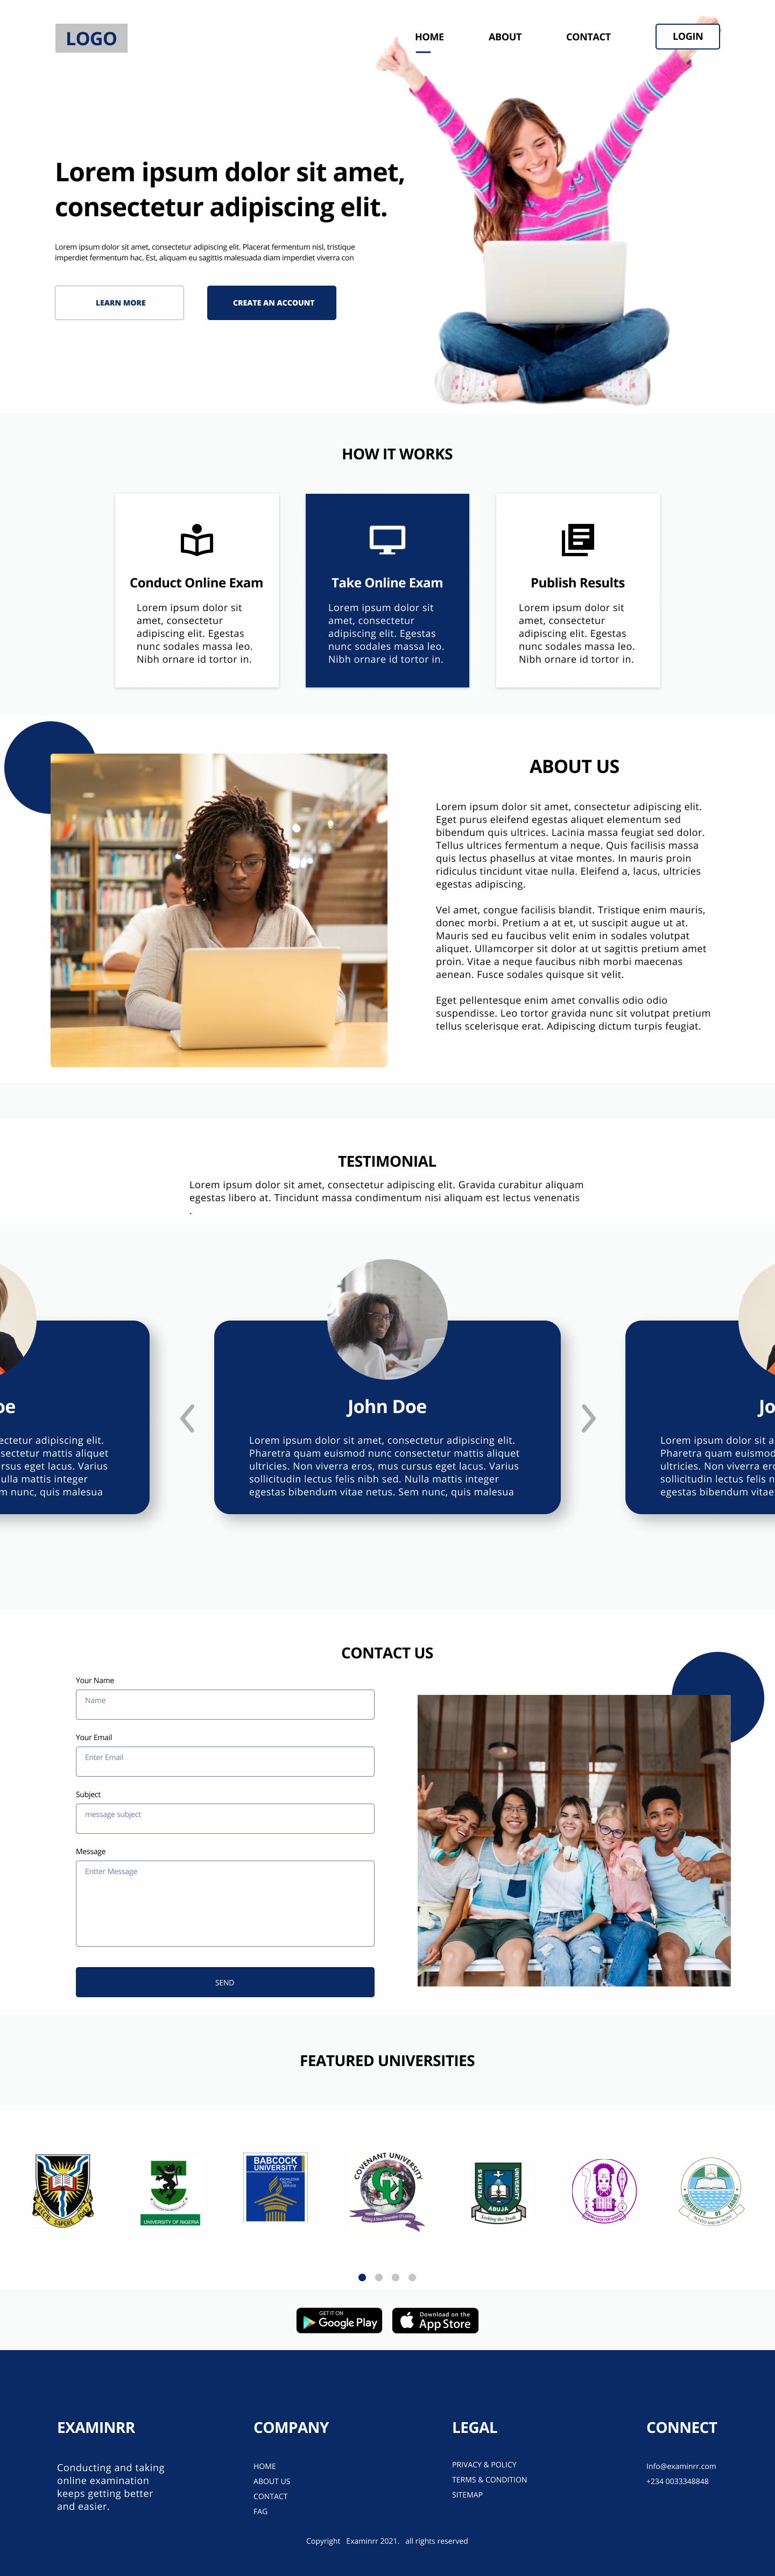 LOGO
HOME
ABOUT
CONTACT
LOGIN
Lorem ipsum dolor sit amet,
consectetur adipiscing elit.
Lorem ipsum dolor sit amet, consectetur adipiscing elit. Placerat fermentum nisl, tristique
imperdiet fermentum hac. Est, aliquam eu sagittis malesuada diam imperdiet viverra con
LEARN MORE
CREATE AN ACCOUNT
HOW IT WORKS
Conduct Online Exam
Lorem ipsum dolor sit
amet, consectetur
adipiscing elit. Egestas
nunc sodales massa leo.
Nibh ornare id tortor in.
Take Online Exam
Lorem ipsum dolor sit
amet, consectetur
adipiscing elit. Egestas
nunc sodales massa leo.
Nibh ornare id tortor in.
Publish Results
Lorem ipsum dolor sit
amet, consectetur
adipiscing elit. Egestas
nunc sodales massa leo.
Nibh ornare id tortor in.
ABOUT US
Lorem ipsum dolor sit amet, consectetur adipiscing elit.
Eget purus eleifend egestas aliquet elementum sed
bibendum quis ultrices. Lacinia massa feugiat sed dolor.
Tellus ultrices fermentum a neque. Quis facilisis massa
quis lectus phasellus at vitae montes. In mauris proin
ridiculus tincidunt vitae nulla. Eleifend a, lacus, ultricies
egestas adipiscing.
Vel amet, congue facilisis blandit. Tristique enim mauris,
donec morbi. Pretium a at et, ut suscipit augue ut at.
Mauris sed eu faucibus velit enim in sodales volutpat
aliquet. Ullamcorper sit dolor at ut sagittis pretium amet
proin. Vitae a neque faucibus nibh morbi maecenas
aenean. Fusce sodales quisque sit velit.
Eget pellentesque enim amet convallis odio odio
suspendisse. Leo tortor gravida nunc sit volutpat pretium
tellus scelerisque erat. Adipiscing dictum turpis feugiat.
TESTIMONIAL
Lorem ipsum dolor sit amet, consectetur adipiscing elit. Gravida curabitur aliquam
egestas libero at. Tincidunt massa condimentum nisi aliquam est lectus venenatis
.
oe
ectetur adipiscing elit.
sectetur mattis aliquet
rsus eget lacus. Varius
ulla mattis integer
m nunc, quis malesua
John Doe
Lorem ipsum dolor sit amet, consectetur adipiscing elit.
Pharetra quam euismod nunc consectetur mattis aliquet
ultricies. Non viverra eros, mus cursus eget lacus. Varius
sollicitudin lectus felis nibh sed. Nulla mattis integer
egestas bibendum vitae netus. Sem nunc, quis malesua
Jo
Lorem ipsum dolor sit a
Pharetra quam euismod
ultricies. Non viverra ero
sollicitudin lectus felis n
egestas bibendum vitae
CONTACT US
Your Name
Name
Your Email
Enter Email
Subject
message subject
Message
Entter Message
SEND
FEATURED UNIVERSITIES
UNIVERSITY OF NIGERIA
BABCOCK
UNIVERSITY
COVENANT UNIVERSITY
CU
VERITAS
UNIVERSITY
ABUJA
Seeking the Truth
UNIVERSITY OF LAGOS
IN DEED AND IN TRUTH
GET IT ON
Google Play
Download on the
App Store
EXAMINRR
Conducting and taking
online examination
keeps getting better
and easier.
COMPANY
HOME
ABOUT US
CONTACT
FAG
LEGAL
PRIVACY & POLICY
TERMS & CONDITION
SITEMAP
CONNECT
Info@examinrr.com
+234 0033348848
Copyright Examinrr 2021. all rights reserved